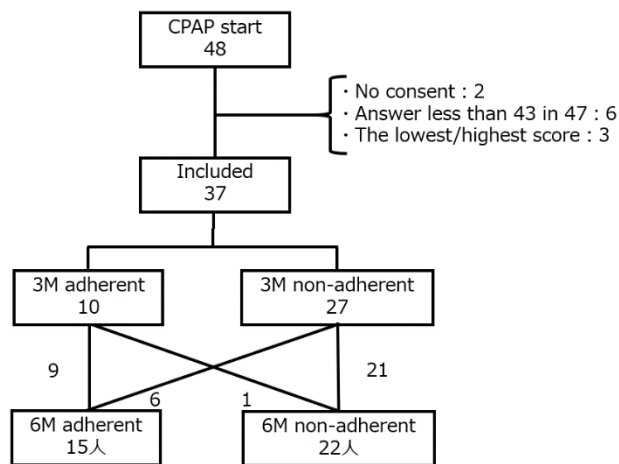 CPAP start
48
・No consent : 2
・Answer less than 43 in 47 : 6
・The lowest/highest score : 3
Included
37
3M adherent
10
3M non-adherent
27
9
6
1
21
6M adherent
15人
6M non-adherent
22人